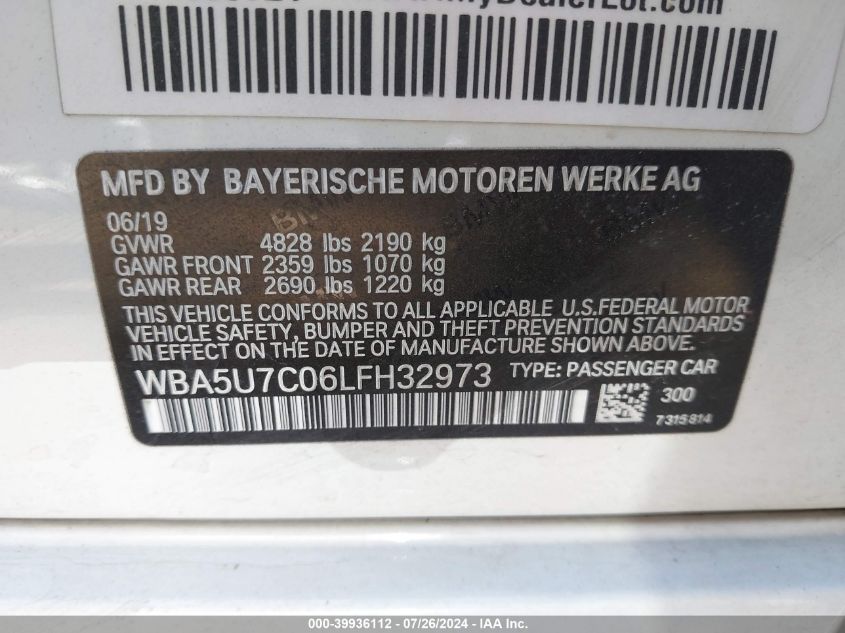 MFD BY BAYERISCHE MOTOREN WERKE AG
06/19
GVWR 4828 lbs 2190 kg
GAWR FRONT 2359 lbs 1070 kg
GAWR REAR 2690 lbs 1220 kg
THIS VEHICLE CONFORMS TO ALL APPLICABLE U.S.FEDERAL MOTOR
VEHICLE SAFETY, BUMPER AND THEFT PREVENTION STANDARDS
IN EFFECT ON THE DATE OF MANUFACTURE SHOWN ABOVE.
WBA5U7C06LFH32973 TYPE: PASSENGER CAR
300
7315814
000-39936112 - 07/26/2024 - IAA Inc.